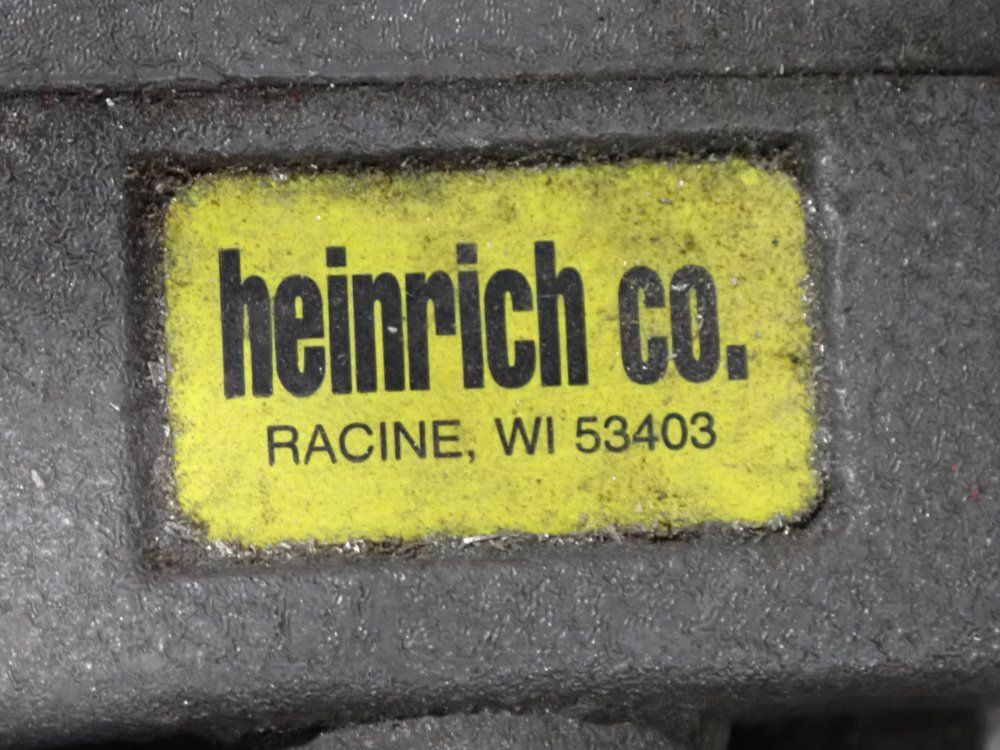 heinrich co.
RACINE, WI 53403